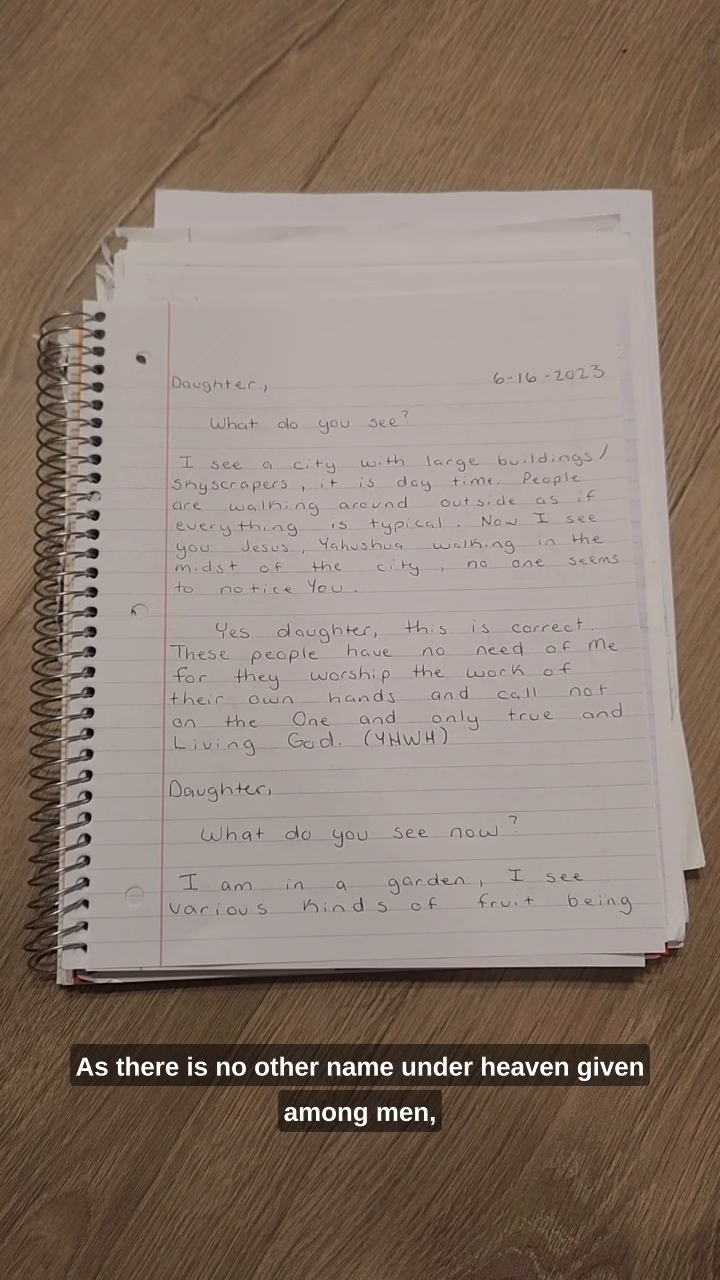 Daughter, 6-16-2023
What do you see?
I see a city with large buildings/
skyscrapers, it is day time. People
are walking around outside as if
everything is typical. Now I see
you Jesus, Yahushua walking in the
midst of the city, no one seems
to notice You.
Yes daughter, this is correct.
These people have no need of Me
for they worship the work of
their own hands and call not
on the One and only true and
Living God. (YHWH)
Daughter,
What do you see now?
I am in a garden, I see
various kinds of fruit being
As there is no other name under heaven given
among men,